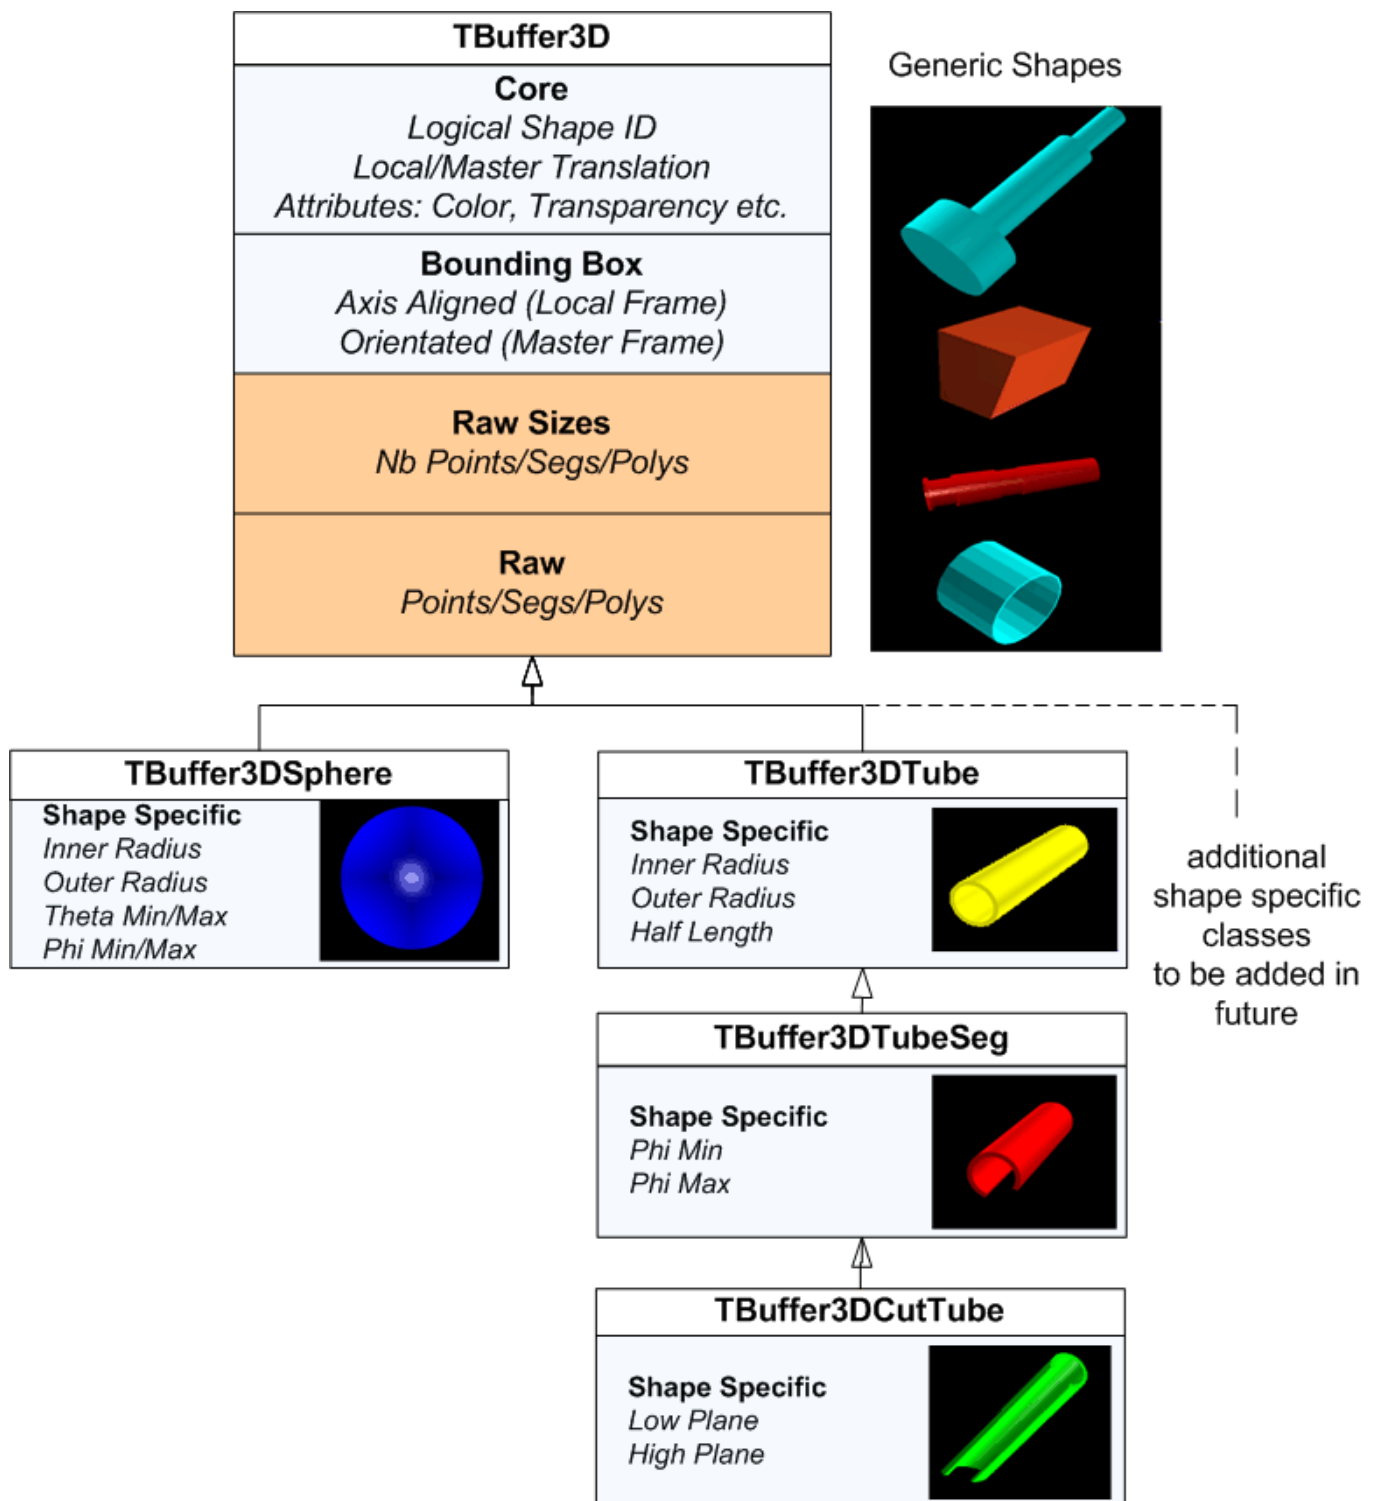 TBuffer3D
Core
Logical Shape ID
Local/Master Translation
Attributes: Color, Transparency etc.
Bounding Box
Axis Aligned (Local Frame)
Orientated (Master Frame)
Raw Sizes
Nb Points/Segs/Polys
Raw
Points/Segs/Polys
Generic Shapes
TBuffer3DSphere
Shape Specific
Inner Radius
Outer Radius
Theta Min/Max
Phi Min/Max
TBuffer3DTube
Shape Specific
Inner Radius
Outer Radius
Half Length
additional
shape specific
classes
to be added in
future
TBuffer3DTubeSeg
Shape Specific
Phi Min
Phi Max
TBuffer3DCutTube
Shape Specific
Low Plane
High Plane